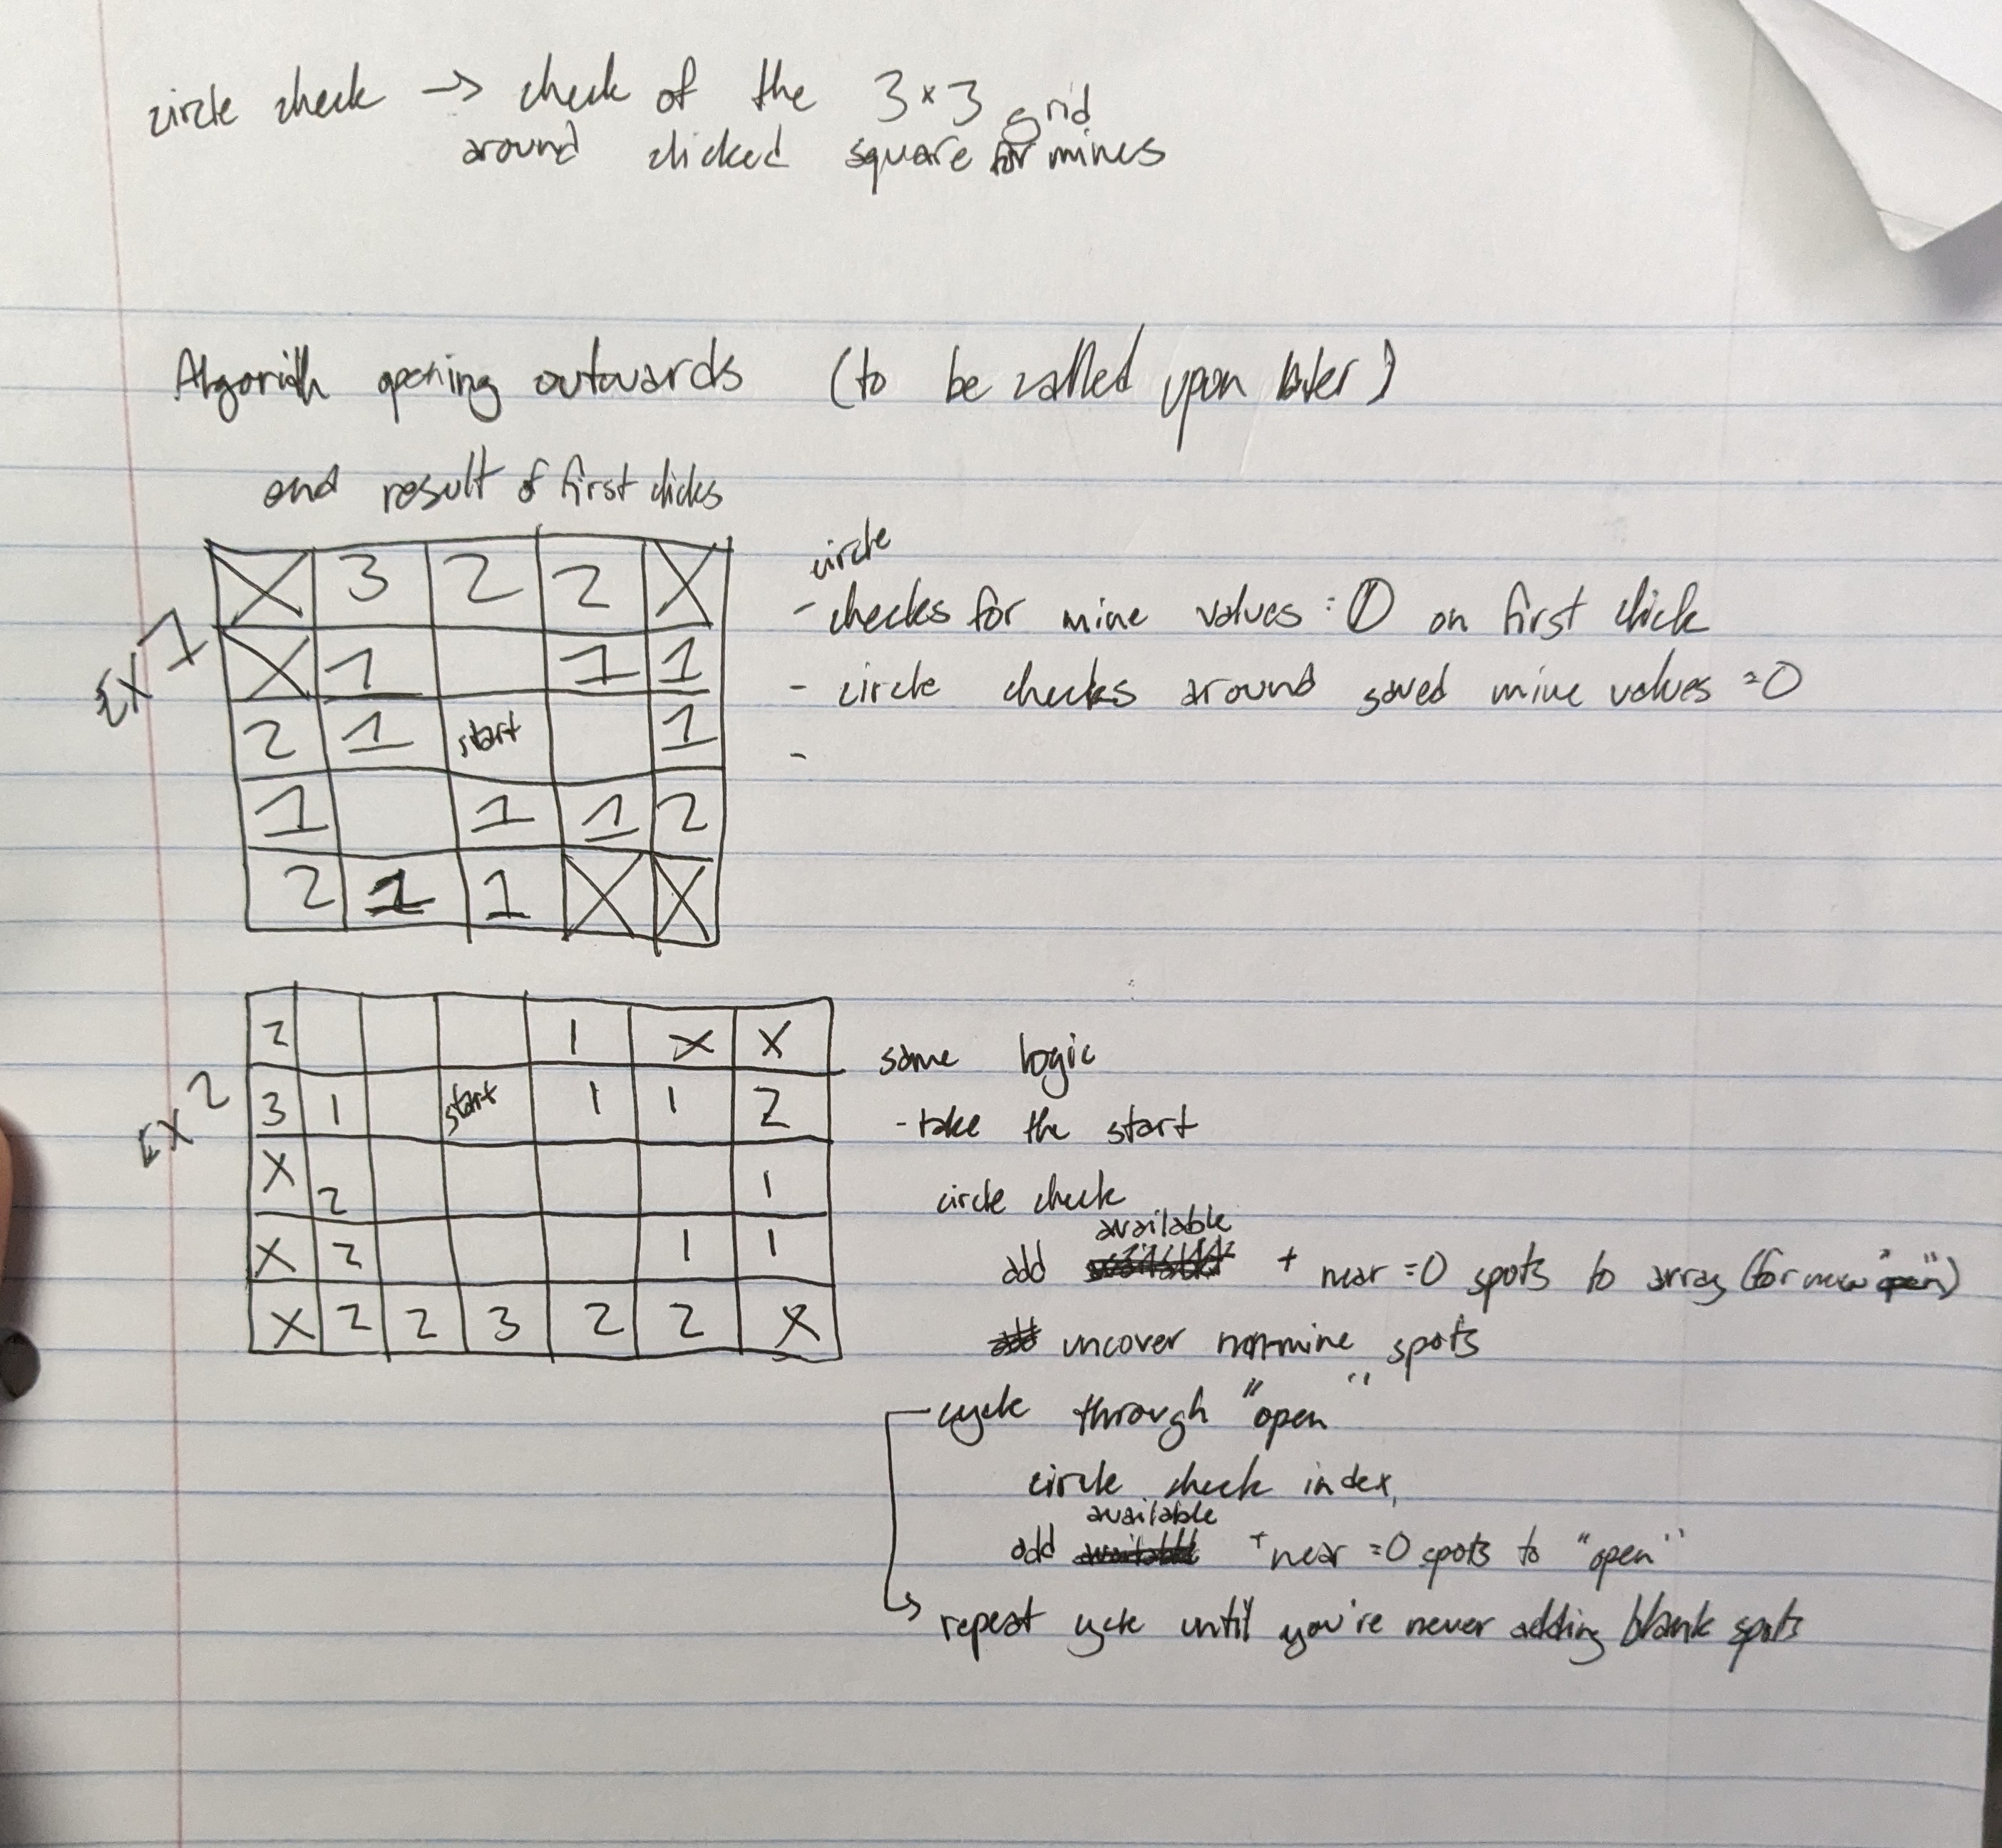 circle check -> check of the 3×3 grid
around clicked square for mines
Algorith opening outwards (to be called upon later)
end result of first clicks
Ex 1
X 3 2 2 X
X 1 1 1
2 1 start 1
1 1 1 2
2 1 1 X X
circle
- checks for mine values = 0 on first click
- circle checks around saved mine values = 0
-
Ex 2
2 1 X X
3 1 start 1 1 2
X 2 1
X 2 1 1
X 2 2 3 2 2 X
same logic
- take the start
circle check
available
add + near = 0 spots to array (for new "open")
uncover non-mine spots
cycle through "open"
circle check index,
available
add + near = 0 spots to "open"
repeat cycle until you're never adding blank spots